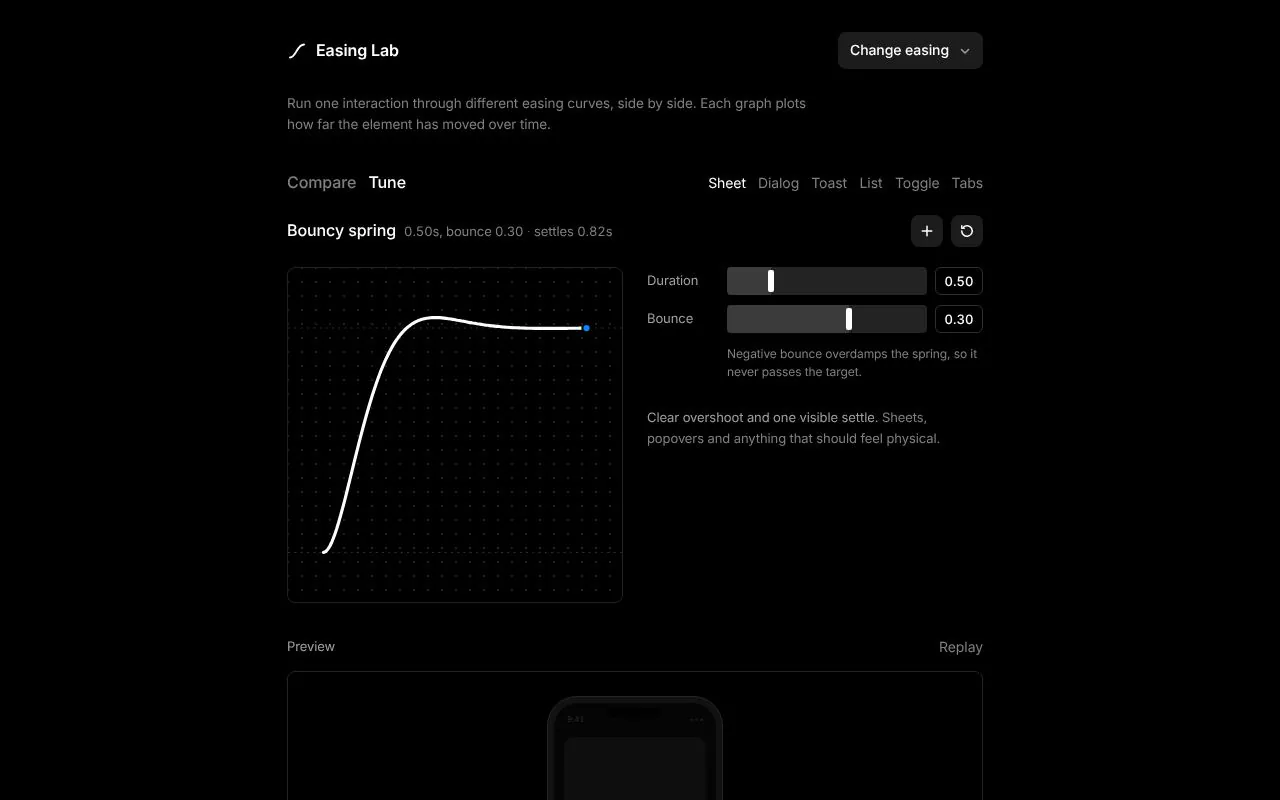 Easing Lab
Change easing
Run one interaction through different easing curves, side by side. Each graph plots
how far the element has moved over time.
Compare Tune
Sheet Dialog Toast List Toggle Tabs
Bouncy spring 0.50s, bounce 0.30 · settles 0.82s
Duration 0.50
Bounce 0.30
Negative bounce overdamps the spring, so it
never passes the target.
Clear overshoot and one visible settle. Sheets,
popovers and anything that should feel physical.
Preview
Replay
9:41